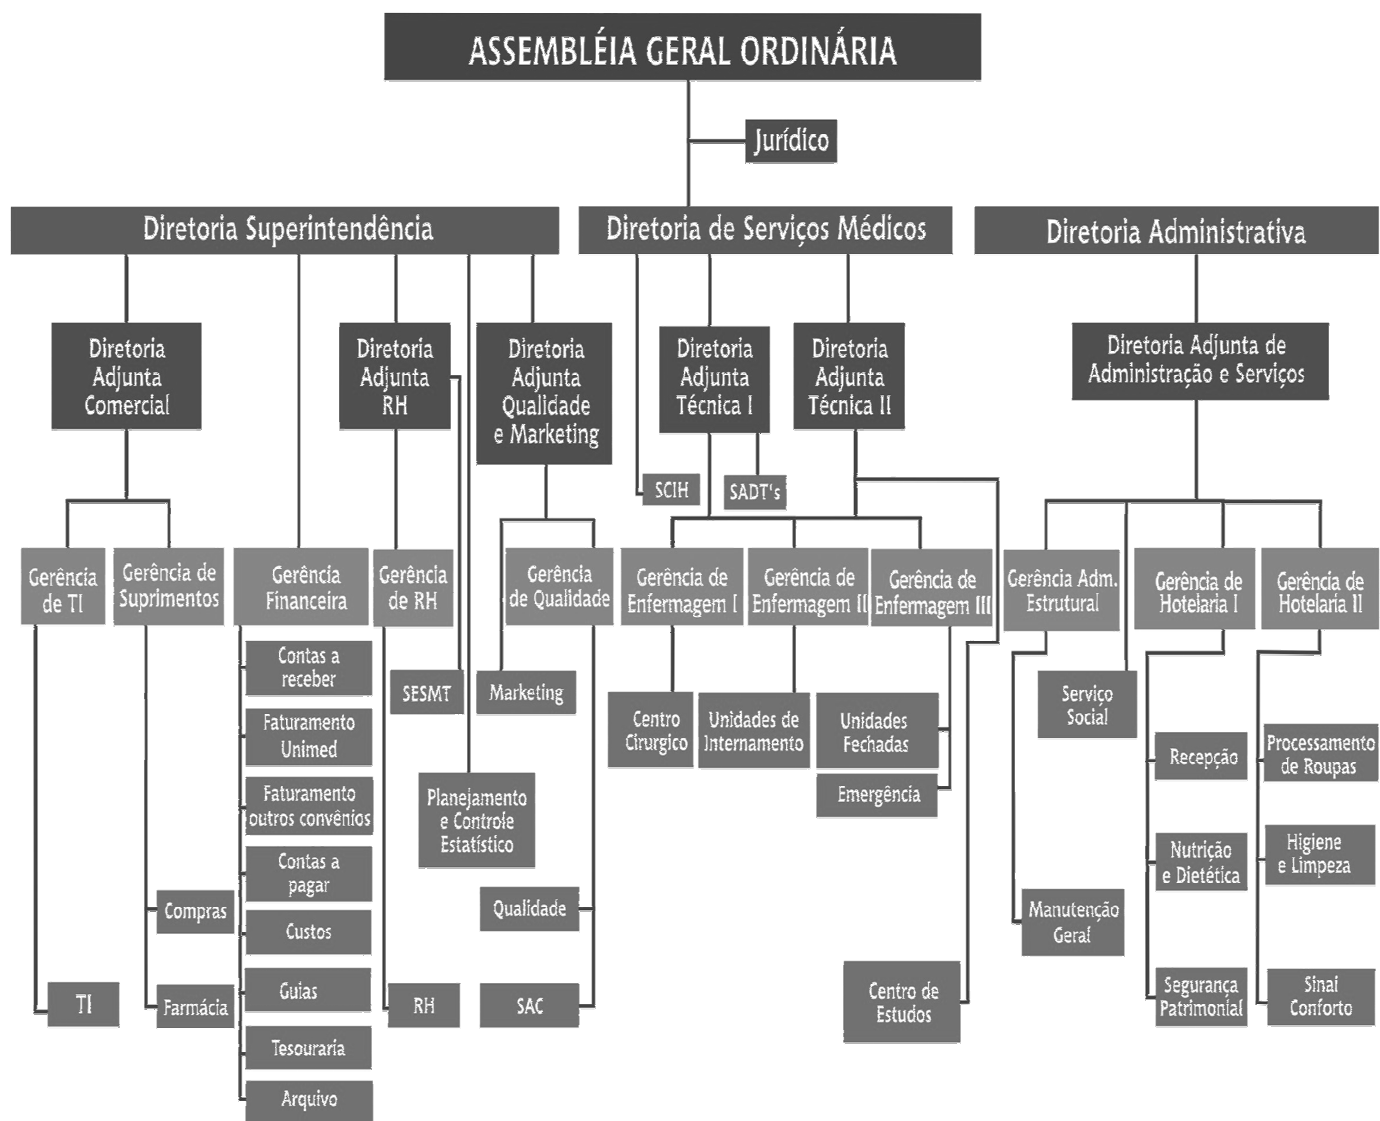 ASSEMBLÉIA GERAL ORDINÁRIA
Jurídico
Diretoria Superintendência
Diretoria de Serviços Médicos
Diretoria Administrativa
Diretoria
Adjunta
Comercial
Diretoria
Adjunta
RH
Diretoria
Adjunta
Qualidade
e Marketing
Diretoria
Adjunta
Técnica I
Diretoria
Adjunta
Técnica II
Diretoria Adjunta de
Administração e Serviços
SCIH
SADT's
Gerência
de TI
Gerência de
Suprimentos
Gerência
Financeira
Gerência
de RH
Gerência
de Qualidade
Gerência de
Enfermagem I
Gerência de
Enfermagem II
Gerência de
Enfermagem III
Gerência Adm.
Estrutural
Gerência de
Hotelaria I
Gerência de
Hotelaria II
Contas a
receber
Faturamento
Unimed
Faturamento
outros convênios
Contas a
pagar
Custos
Guias
Tesouraria
Arquivo
SESMT
Marketing
Centro
Cirurgico
Unidades de
Internamento
Unidades
Fechadas
Emergência
Serviço
Social
Recepção
Processamento
de Roupas
Planejamento
e Controle
Estatístico
Nutrição
e Dietética
Higiene
e Limpeza
Compras
Qualidade
Manutenção
Geral
TI
Farmácia
RH
SAC
Centro de
Estudos
Segurança
Patrimonial
Sinai
Conforto